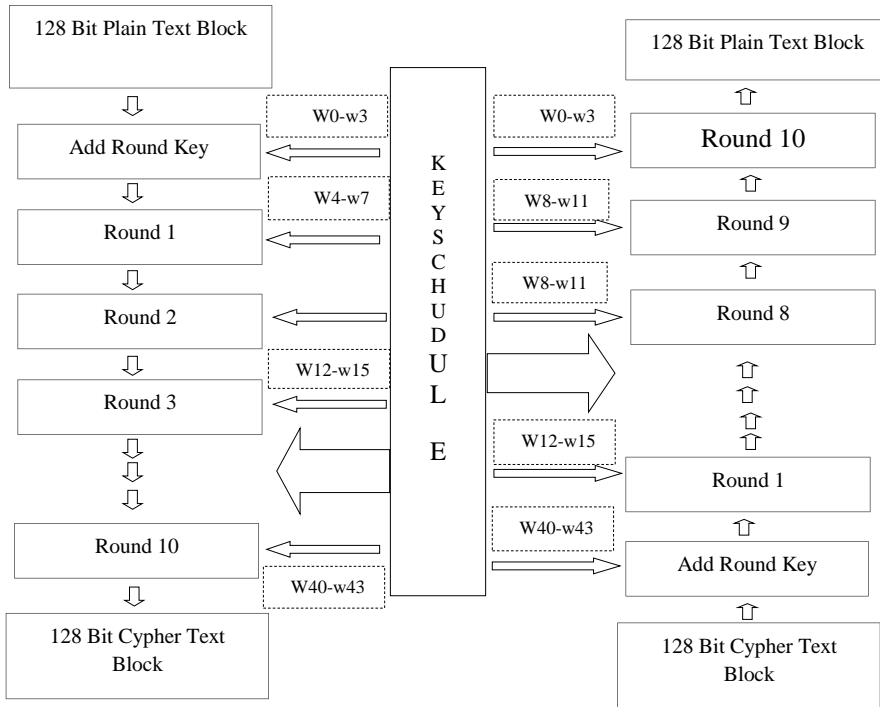 128 Bit Plain Text Block
Add Round Key
Round 1
Round 2
Round 3
Round 10
128 Bit Cypher Text
Block
W0-w3
W4-w7
W12-w15
W40-w43
K
E
Y
S
C
H
U
D
U
L
E
W0-w3
W8-w11
W8-w11
W12-w15
W40-w43
128 Bit Plain Text Block
Round 10
Round 9
Round 8
Round 1
Add Round Key
128 Bit Cypher Text
Block